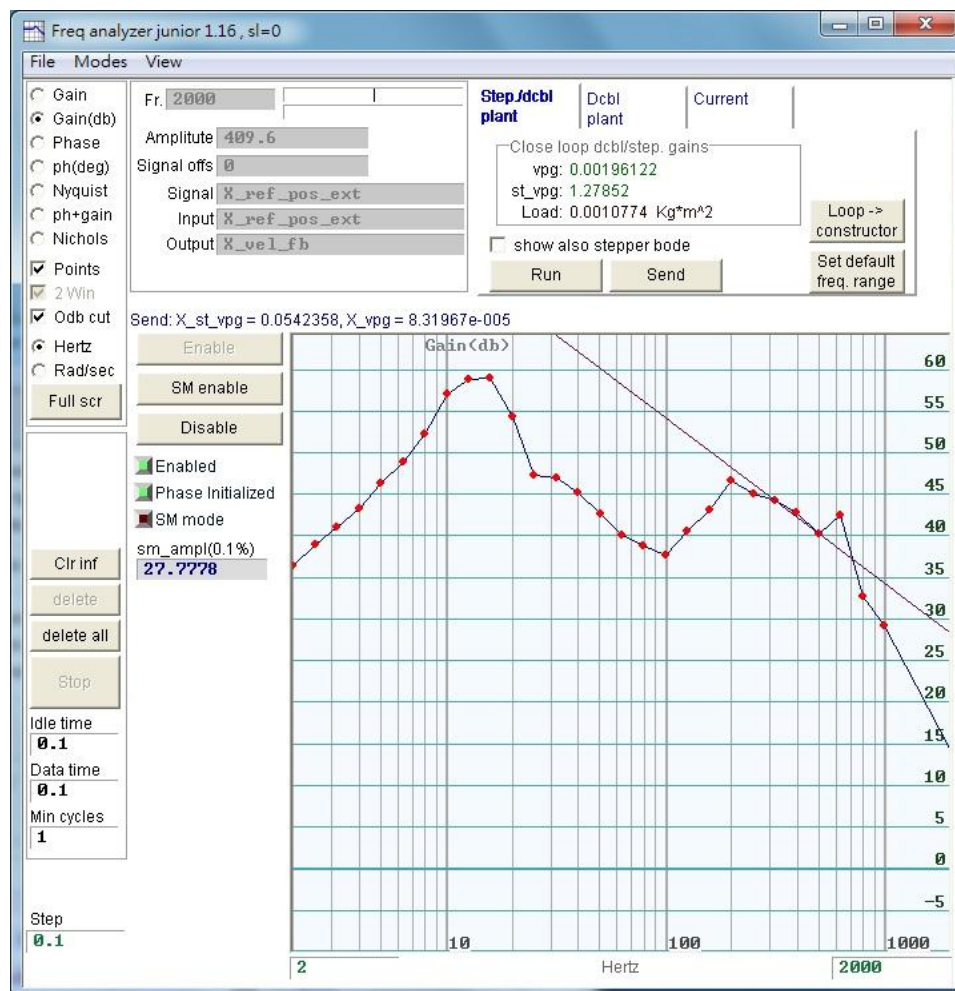 Freq analyzer junior 1.16 , sl=0
File Modes View
Gain
Gain(db)
Phase
ph(deg)
Nyquist
ph+gain
Nichols
Points
2 Win
0db cut
Hertz
Rad/sec
Full scr
Fr. 2000
Amplitute 409.6
Signal offs 0
Signal X_ref_pos_ext
Input X_ref_pos_ext
Output X_vel_fb
Step./dcbl plant
Dcbl plant
Current
Close loop dcbl/step. gains
vpg: 0.00196122
st_vpg: 1.27852
Load: 0.0010774 Kg*m^2
show also stepper bode
Run
Send
Loop -> constructor
Set default freq. range
Send: X_st_vpg = 0.0542358, X_vpg = 8.31967e-005
Enable
SM enable
Disable
Enabled
Phase Initialized
SM mode
sm_ampl(0.1%)
27.7778
Clr inf
delete
delete all
Stop
Idle time
0.1
Data time
0.1
Min cycles
1
Step
0.1
Gain(db)
60
55
50
45
40
35
30
25
20
15
10
5
0
-5
10 100 1000
2 Hertz 2000